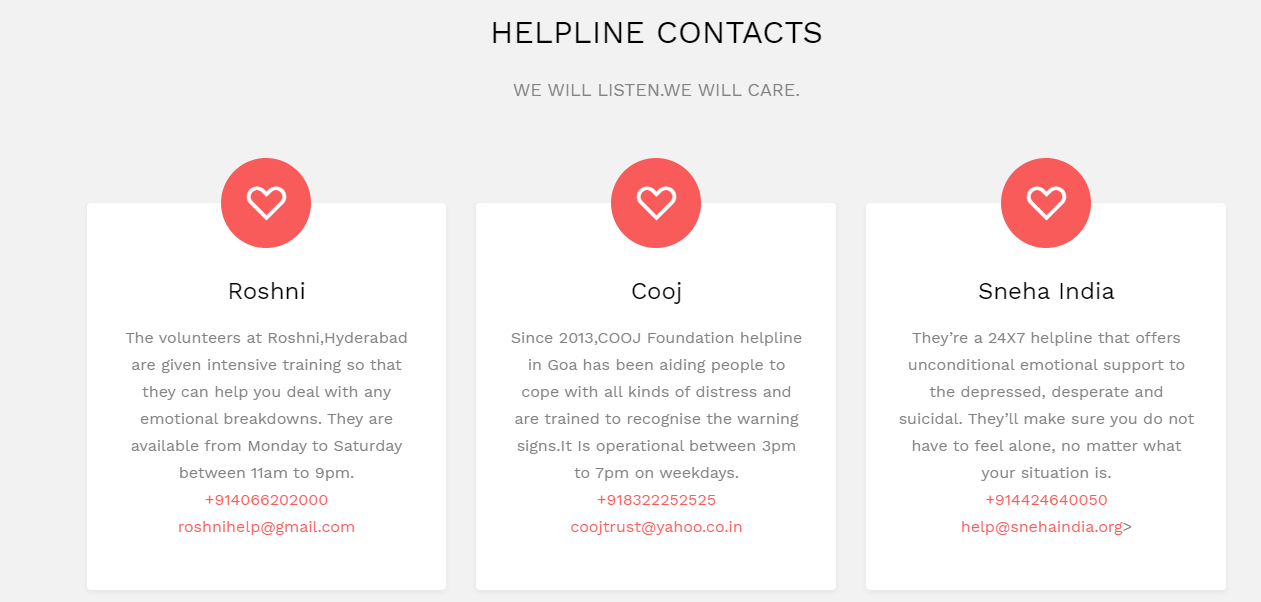 HELPLINE CONTACTS
WE WILL LISTEN.WE WILL CARE.
Roshni
The volunteers at Roshni,Hyderabad
are given intensive training so that
they can help you deal with any
emotional breakdowns. They are
available from Monday to Saturday
between 11am to 9pm.
+914066202000
roshnihelp@gmail.com
Cooj
Since 2013,COOJ Foundation helpline
in Goa has been aiding people to
cope with all kinds of distress and
are trained to recognise the warning
signs.It Is operational between 3pm
to 7pm on weekdays.
+918322252525
coojtrust@yahoo.co.in
Sneha India
They’re a 24X7 helpline that offers
unconditional emotional support to
the depressed, desperate and
suicidal. They’ll make sure you do not
have to feel alone, no matter what
your situation is.
+914424640050
help@snehaindia.org>